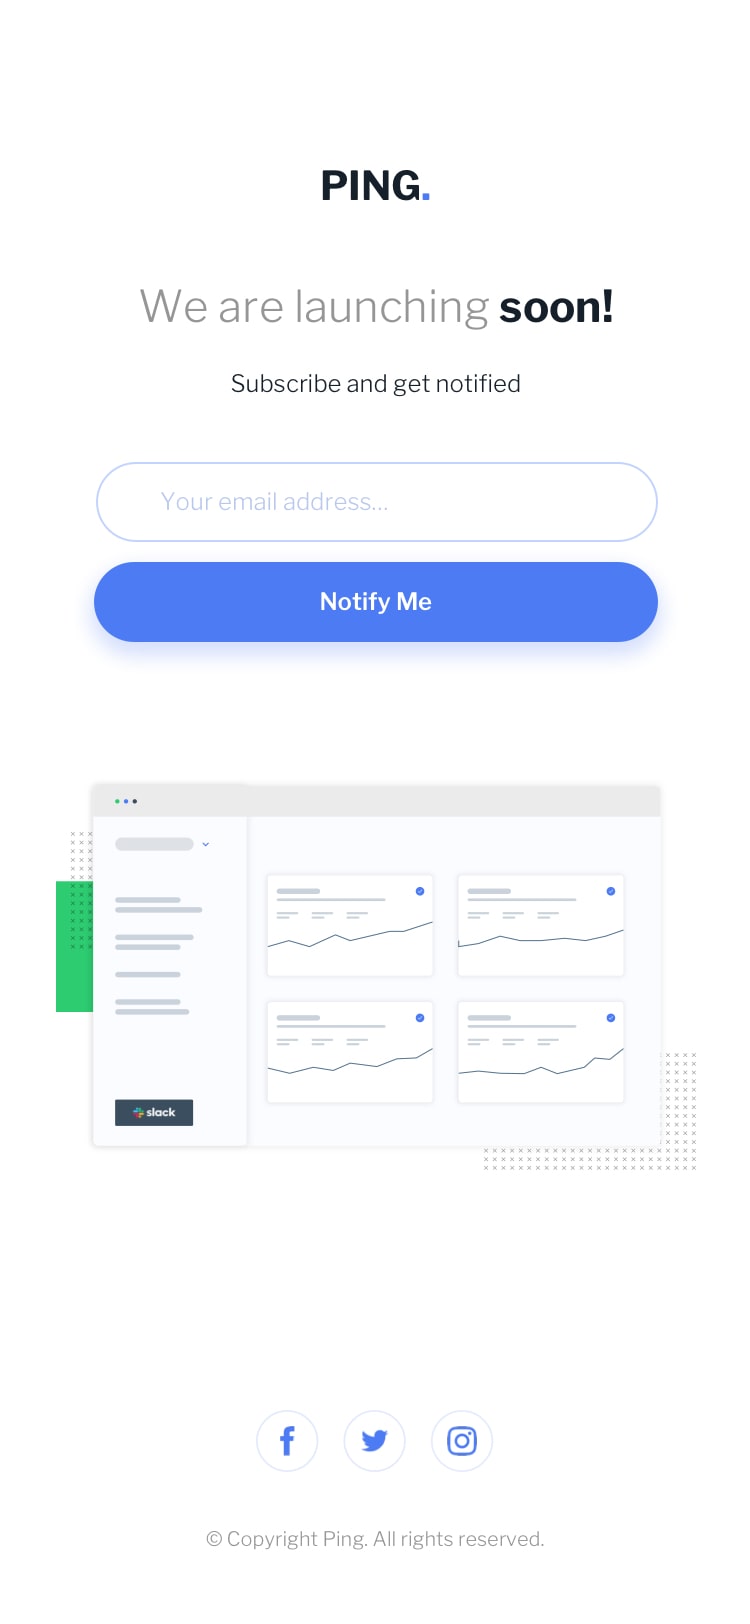 PING.
We are launching soon!
Subscribe and get notified
Your email address...
Notify Me
slack
© Copyright Ping. All rights reserved.